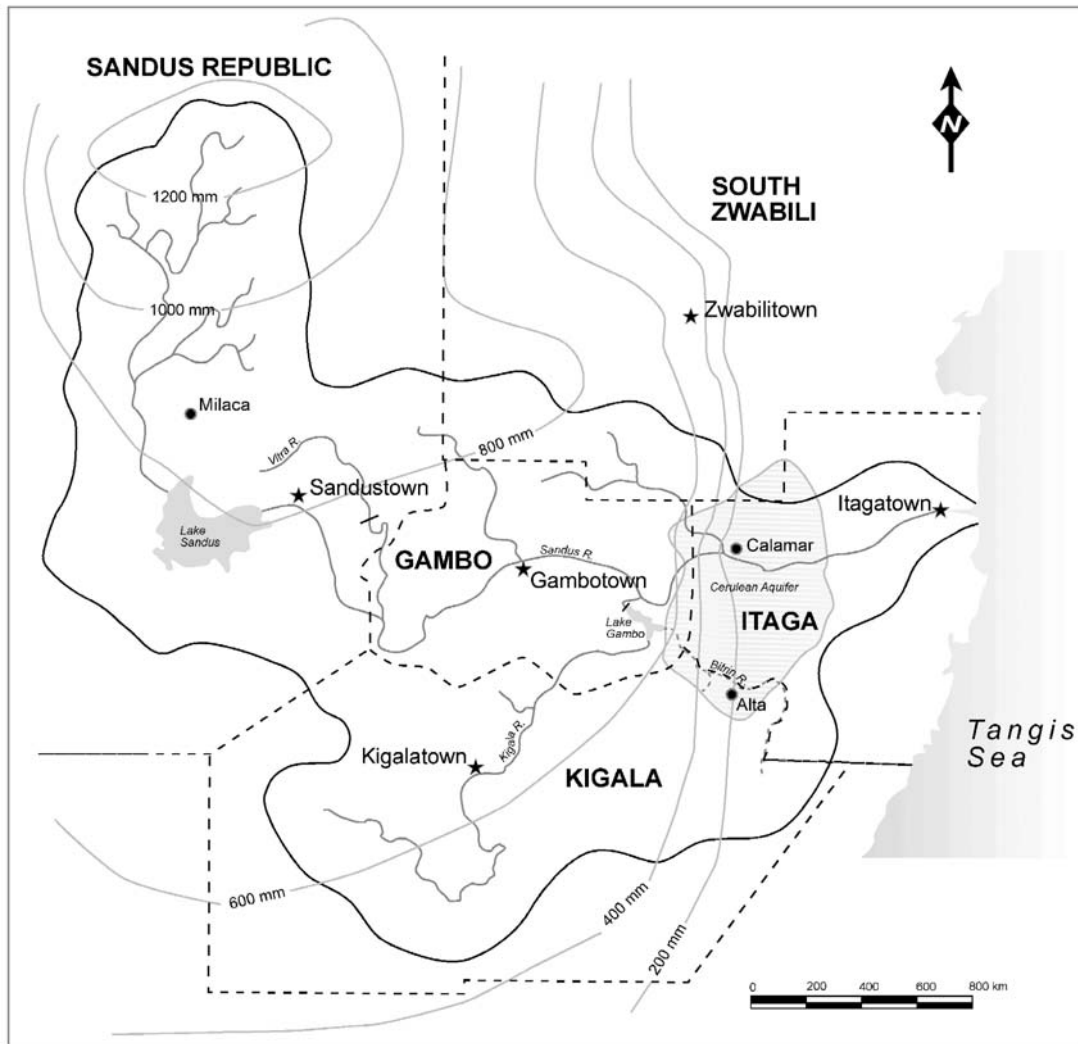 SANDUS REPUBLIC
N
1200 mm
SOUTH
ZWABILI
1000 mm
Zwabilitown
Milaca
800 mm
Vitra R.
Sandustown
Itagatown
Lake
Sandus
Calamar
Sandus R.
GAMBO
Gambotown
Cerulean Aquifer
ITAGA
Lake
Gambo
Bitrin R.
Alta
Kigala R.
Tangis
Sea
Kigalatown
KIGALA
600 mm
400 mm
200 mm
0 200 400 600 800 km